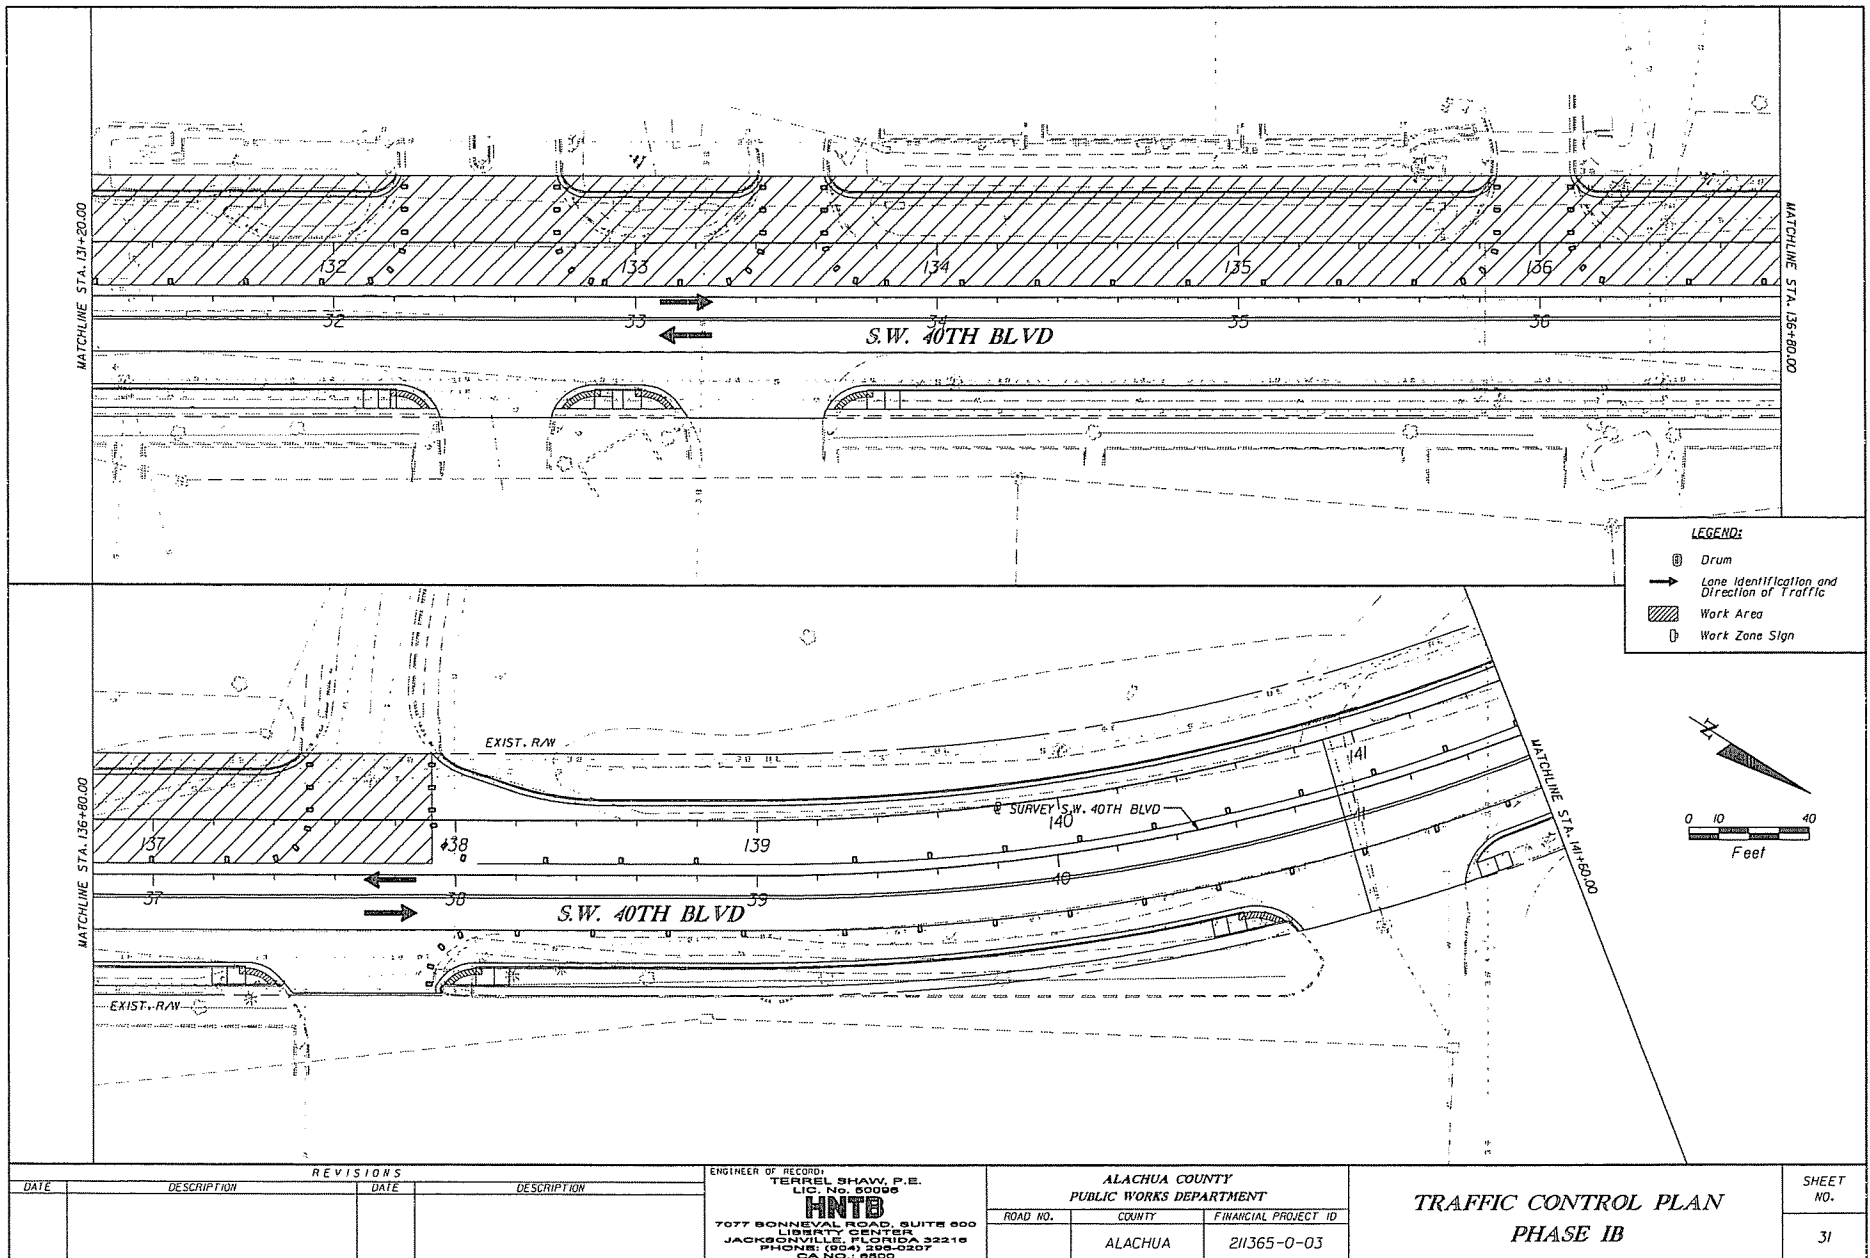 MATCHLINE STA. 131+20.00
132
133
134
135
136
32
33
34
35
36
S.W. 40TH BLVD
MATCHLINE STA. 136+80.00
LEGEND:
Drum
Lane Identification and
Direction of Traffic
Work Area
Work Zone Sign
MATCHLINE STA. 136+80.00
EXIST. R/W
137
138
139
140
141
℄ SURVEY S.W. 40TH BLVD
37
38
39
40
S.W. 40TH BLVD
EXIST. R/W
MATCHLINE STA. 141+60.00
N
0 10 40
Feet
REVISIONS
DATE DESCRIPTION DATE DESCRIPTION
ENGINEER OF RECORD:
TERREL SHAW, P.E.
LIC. No. 50096
HNTB
7077 BONNEVAL ROAD, SUITE 600
LIBERTY CENTER
JACKSONVILLE, FLORIDA 32216
PHONE: (904) 296-0207
CA NO.: 6500
ALACHUA COUNTY
PUBLIC WORKS DEPARTMENT
ROAD NO. COUNTY FINANCIAL PROJECT ID
ALACHUA 211365-0-03
TRAFFIC CONTROL PLAN
PHASE IB
SHEET
NO.
31